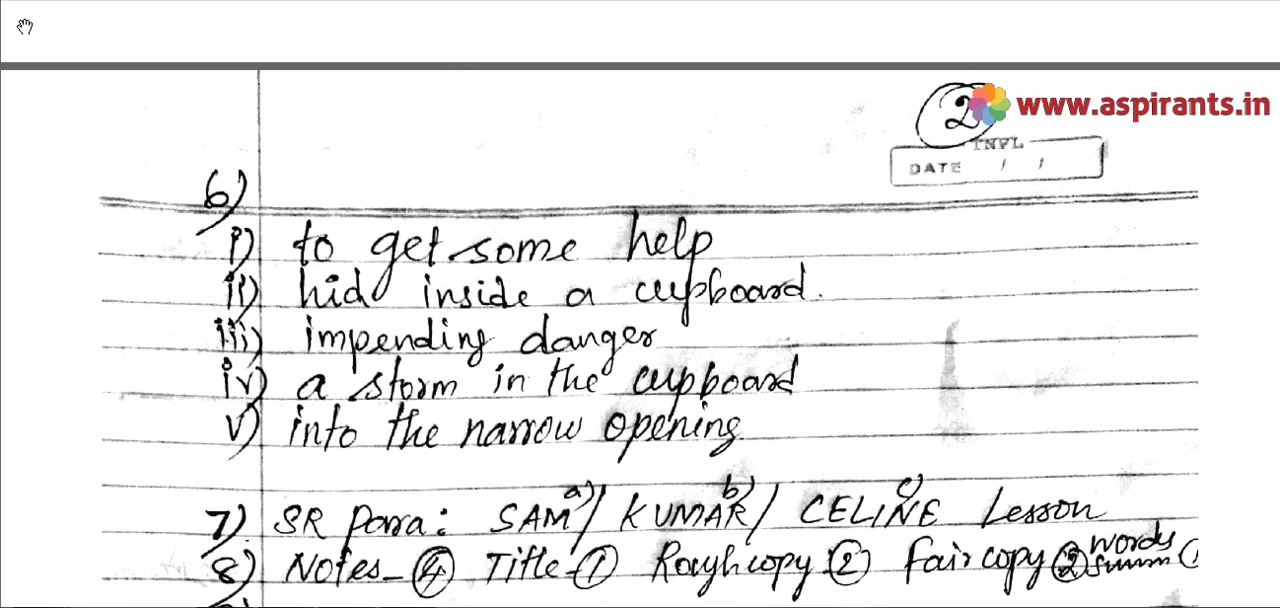 2 www.aspirants.in
DATE / /
6)
i) to get some help
ii) hid inside a cupboard.
iii) impending danger
iv) a storm in the cupboard
v) into the narrow opening.
7) SR para: SAM a) / KUMAR b) / CELINE c) Lesson
8) Notes - 4 Title - 1 Rough copy 2 Fair copy 2 words